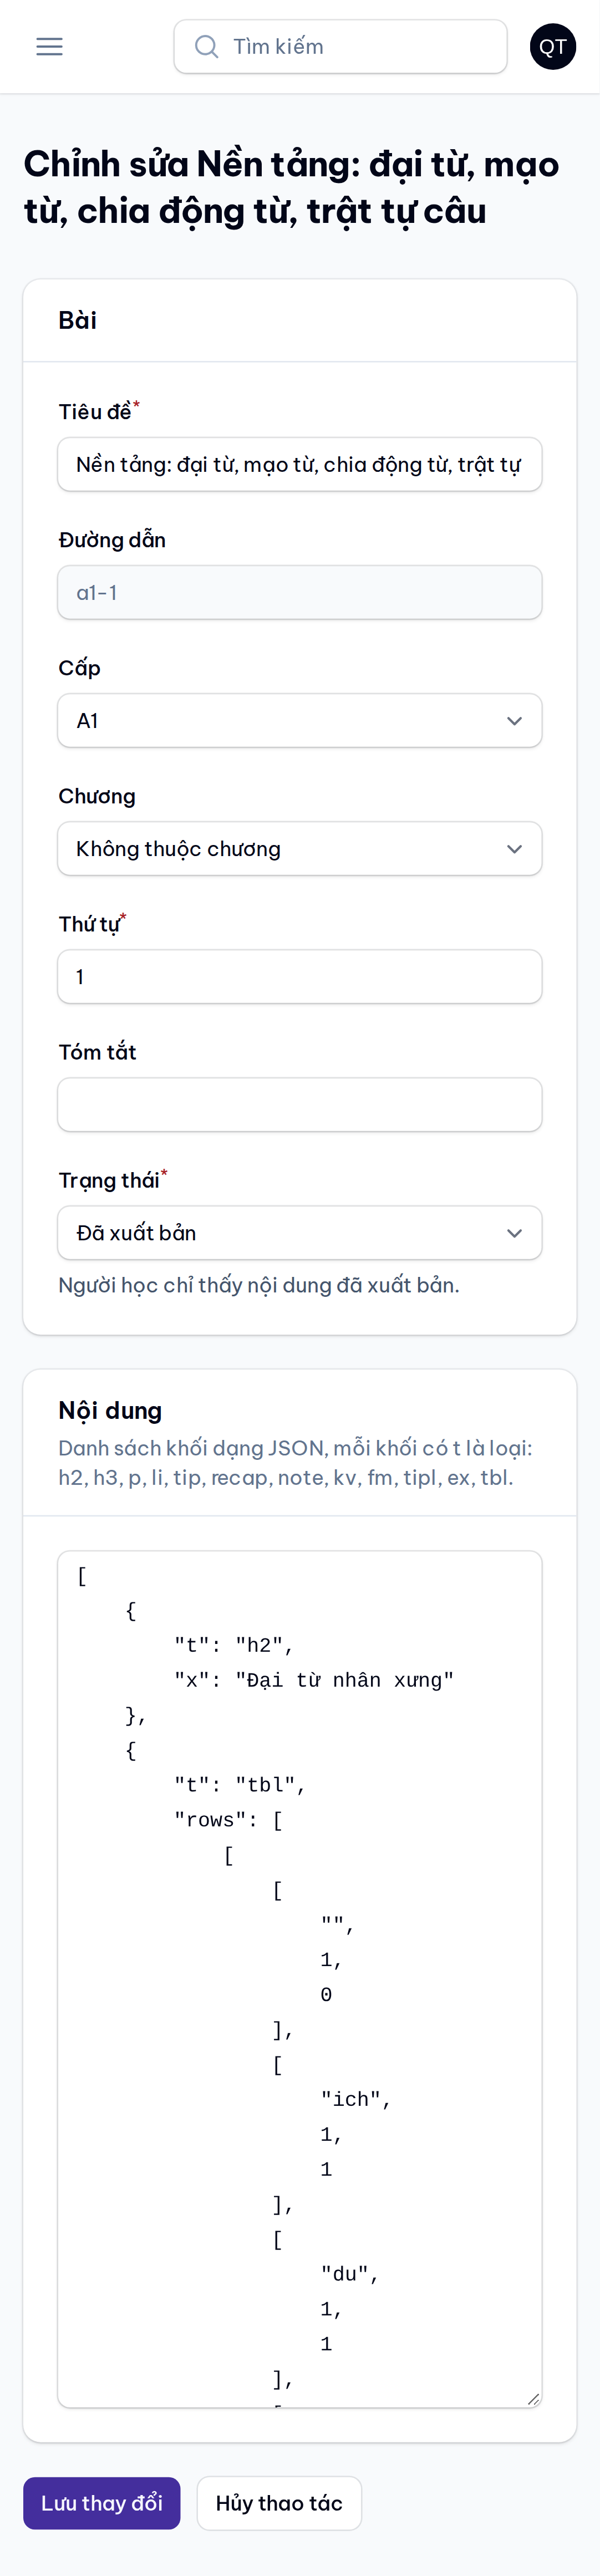 Tìm kiếm
QT
Chỉnh sửa Nền tảng: đại từ, mạo
từ, chia động từ, trật tự câu
Bài
Tiêu đề*
Nền tảng: đại từ, mạo từ, chia động từ, trật tự
Đường dẫn
a1-1
Cấp
A1
Chương
Không thuộc chương
Thứ tự*
1
Tóm tắt
Trạng thái*
Đã xuất bản
Người học chỉ thấy nội dung đã xuất bản.
Nội dung
Danh sách khối dạng JSON, mỗi khối có t là loại:
h2, h3, p, li, tip, recap, note, kv, fm, tipl, ex, tbl.
[
    {
        "t": "h2",
        "x": "Đại từ nhân xưng"
    },
    {
        "t": "tbl",
        "rows": [
            [
                [
                    "",
                    1,
                    0
                ],
                [
                    "ich",
                    1,
                    1
                ],
                [
                    "du",
                    1,
                    1
                ],
Lưu thay đổi
Hủy thao tác